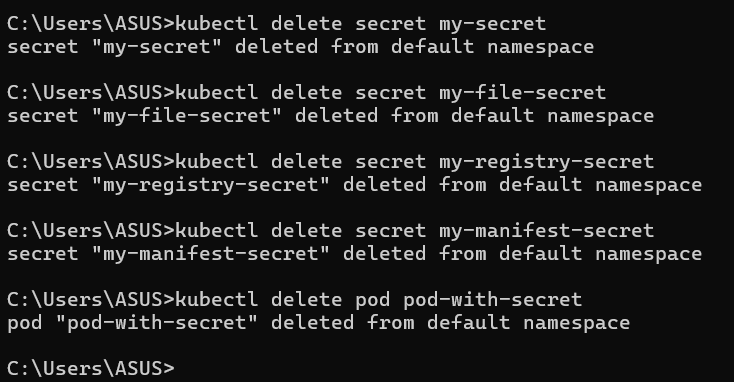 C:\Users\ASUS>kubectl delete secret my-secret
secret "my-secret" deleted from default namespace
C:\Users\ASUS>kubectl delete secret my-file-secret
secret "my-file-secret" deleted from default namespace
C:\Users\ASUS>kubectl delete secret my-registry-secret
secret "my-registry-secret" deleted from default namespace
C:\Users\ASUS>kubectl delete secret my-manifest-secret
secret "my-manifest-secret" deleted from default namespace
C:\Users\ASUS>kubectl delete pod pod-with-secret
pod "pod-with-secret" deleted from default namespace
C:\Users\ASUS>